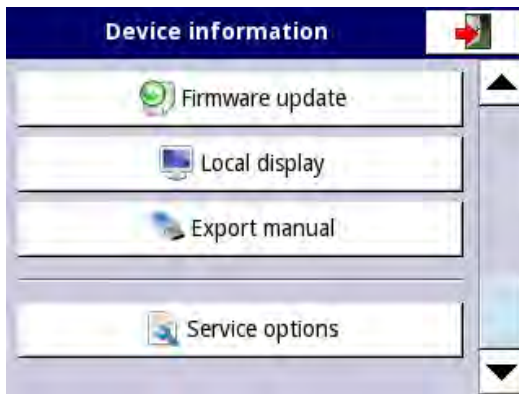 Device information
Firmware update
Local display
Export manual
Service options